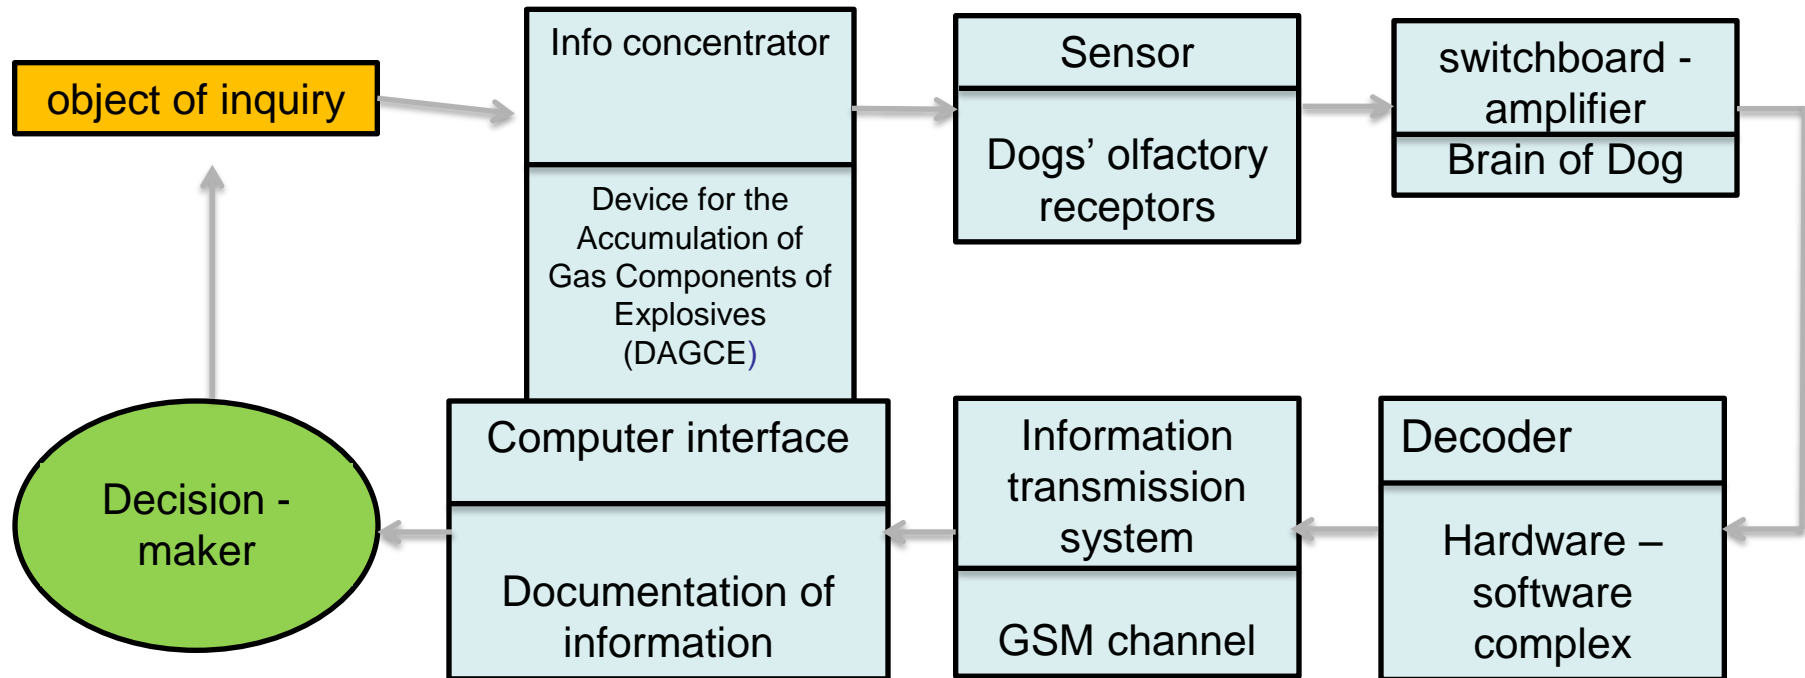 object of inquiry
Info concentrator
Device for the
Accumulation of
Gas Components of
Explosives
(DAGCE)
Sensor
Dogs’ olfactory
receptors
switchboard -
amplifier
Brain of Dog
Decoder
Hardware –
software
complex
Information
transmission
system
GSM channel
Computer interface
Documentation of
information
Decision -
maker